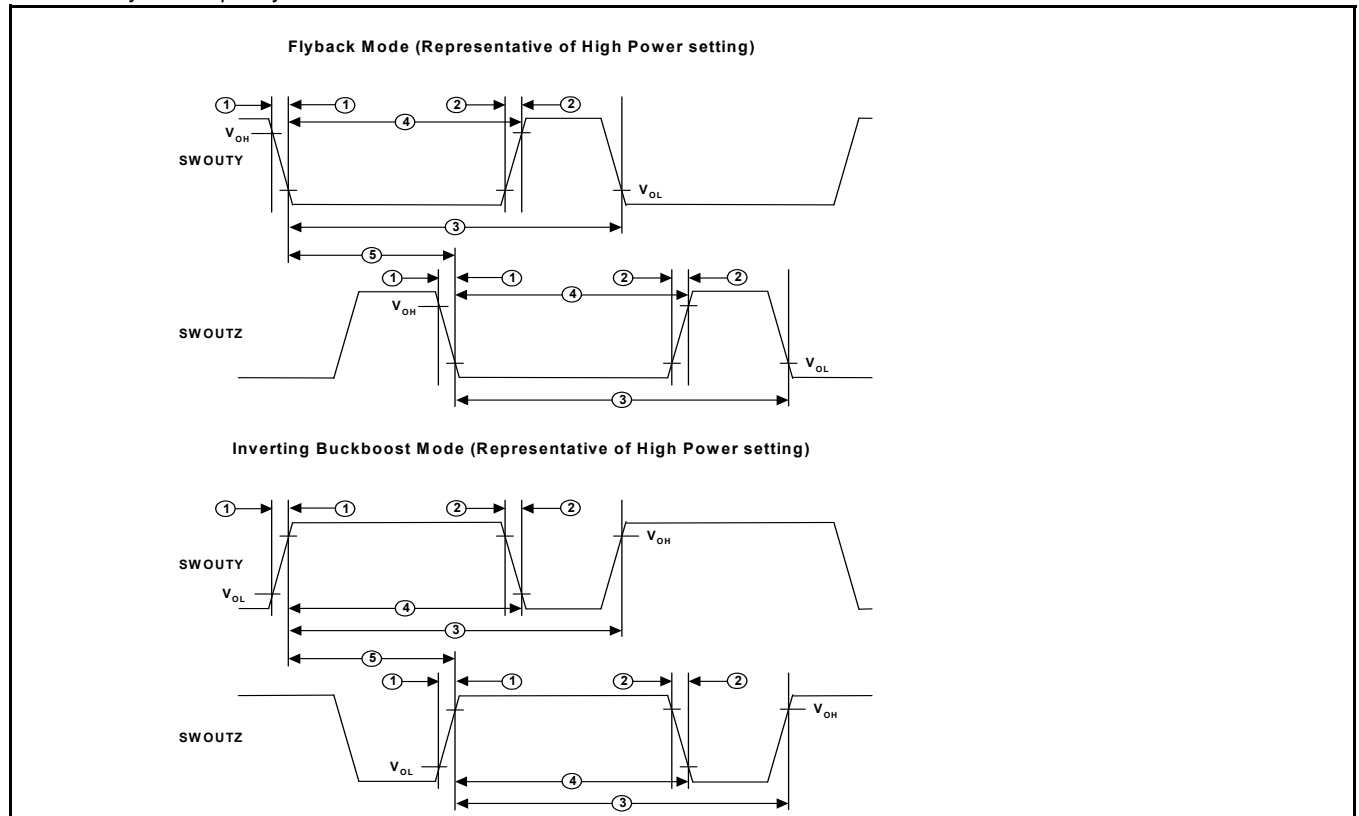 Flyback Mode (Representative of High Power setting)
1 1 2 2
4
VOH
SWOUTY
VOL
3
5
1 1 2 2
4
VOH
SWOUTZ
VOL
3
Inverting Buckboost Mode (Representative of High Power setting)
1 1 2 2
VOH
SWOUTY
VOL
4
3
5
1 1 2 2
VOH
SWOUTZ
VOL
4
3